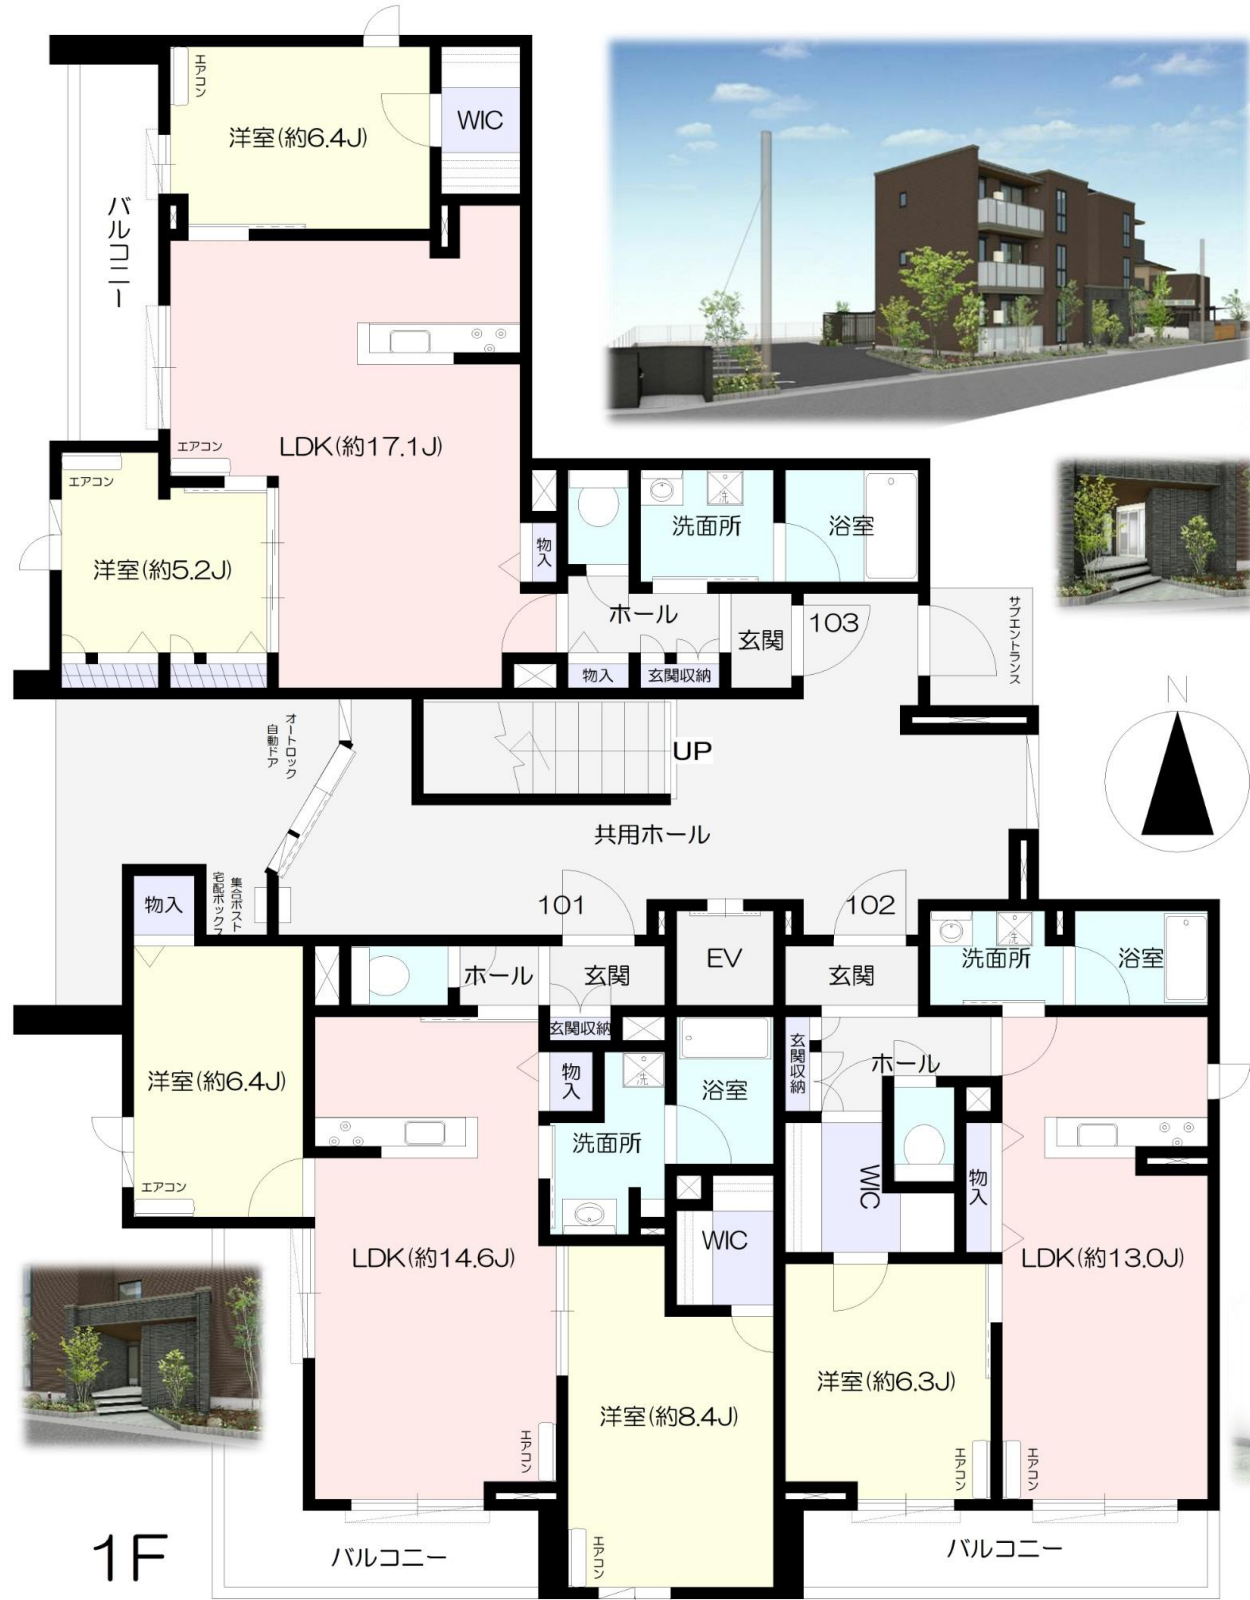 エアコン
洋室(約6.4J)
WIC
バルコニー
エアコン
LDK(約17.1J)
エアコン
洋室(約5.2J)
物入
洗
洗面所
浴室
ホール
玄関
103
サブエントランス
物入
玄関収納
オートロック
自動ドア
UP
N
共用ホール
集合ポスト
宅配ボックス
物入
101
102
EV
ホール
玄関
玄関収納
玄関
洗
洗面所
浴室
洋室(約6.4J)
エアコン
物入
洗
洗面所
浴室
玄関収納
ホール
WIC
物入
LDK(約14.6J)
WIC
LDK(約13.0J)
洋室(約8.4J)
洋室(約6.3J)
エアコン
エアコン
エアコン
エアコン
1F
バルコニー
バルコニー